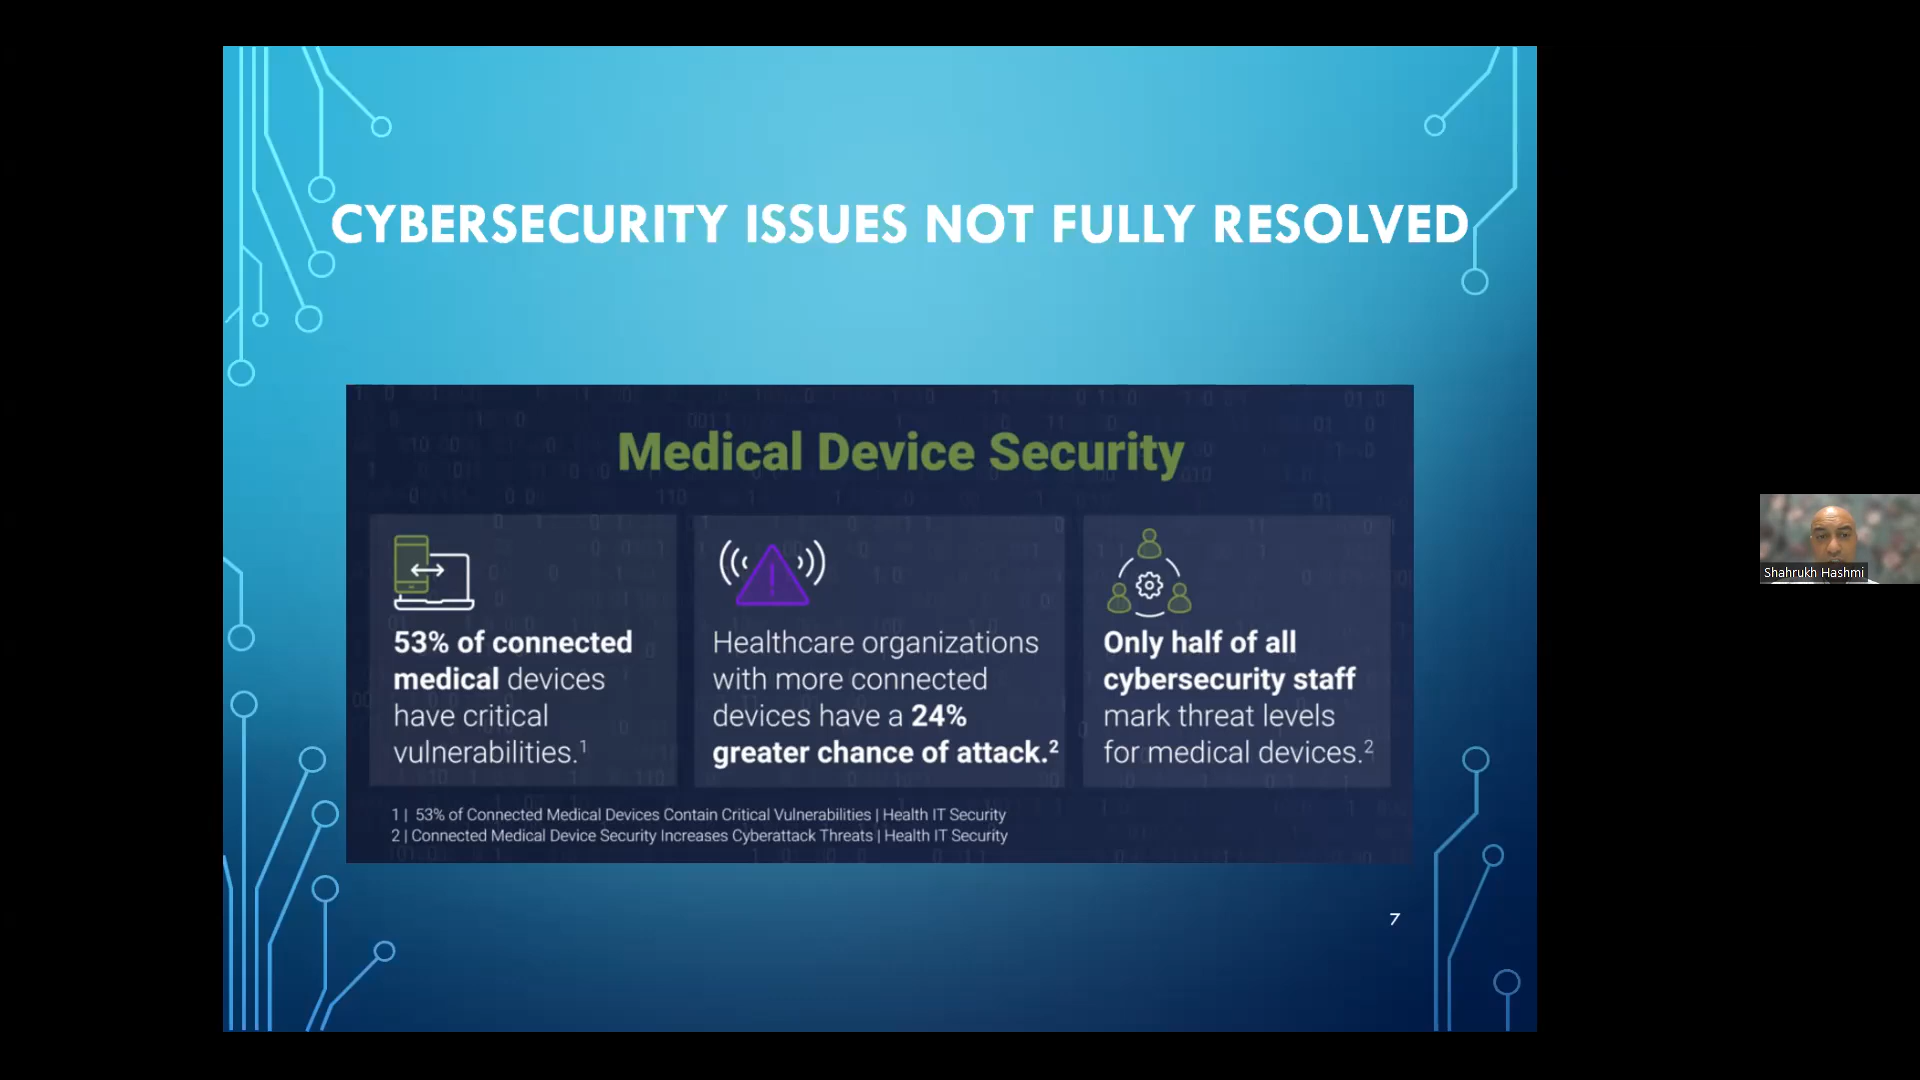 CYBERSECURITY ISSUES NOT FULLY RESOLVED
Medical Device Security
53% of connected
medical devices
have critical
vulnerabilities.1
Healthcare organizations
with more connected
devices have a 24%
greater chance of attack.2
Only half of all
cybersecurity staff
mark threat levels
for medical devices.2
1 | 53% of Connected Medical Devices Contain Critical Vulnerabilities | Health IT Security
2 | Connected Medical Device Security Increases Cyberattack Threats | Health IT Security
7
Shahrukh Hashmi